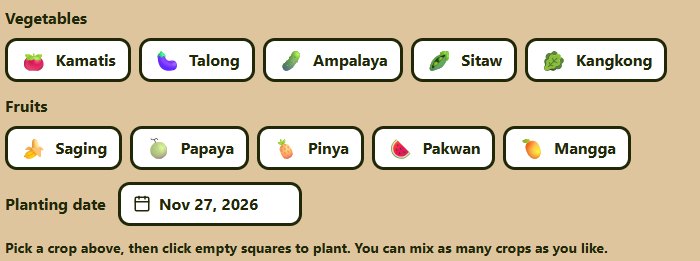 Vegetables
Kamatis Talong Ampalaya Sitaw Kangkong
Fruits
Saging Papaya Pinya Pakwan Mangga
Planting date Nov 27, 2026
Pick a crop above, then click empty squares to plant. You can mix as many crops as you like.